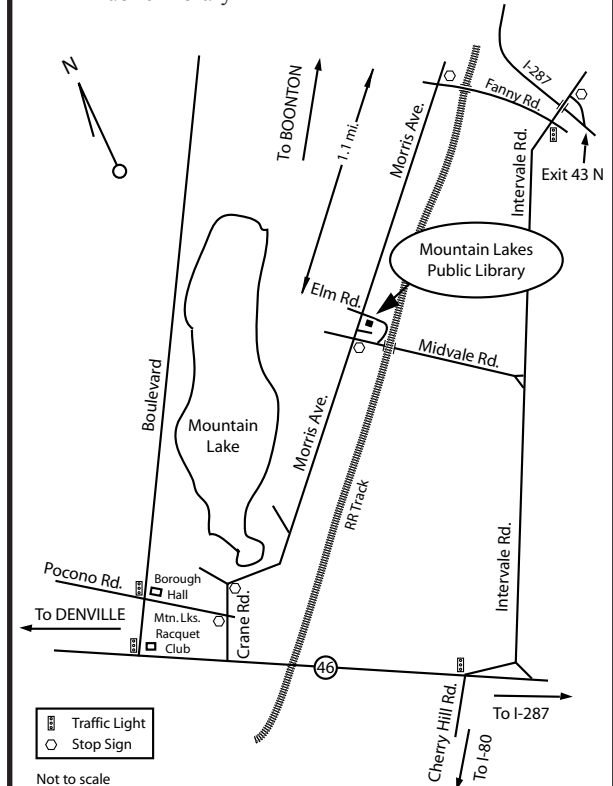 N
To BOONTON
1.1 mi.
Morris Ave.
I-287
Fanny Rd.
Intervale Rd.
Exit 43 N
Mountain Lakes
Public Library
Elm Rd.
Midvale Rd.
Boulevard
Mountain
Lake
Morris Ave.
RR Track
Intervale Rd.
Pocono Rd.
Borough
Hall
To DENVILLE
Mtn. Lks.
Racquet
Club
Crane Rd.
46
Cherry Hill Rd.
To I-287
To I-80
Traffic Light
Stop Sign
Not to scale